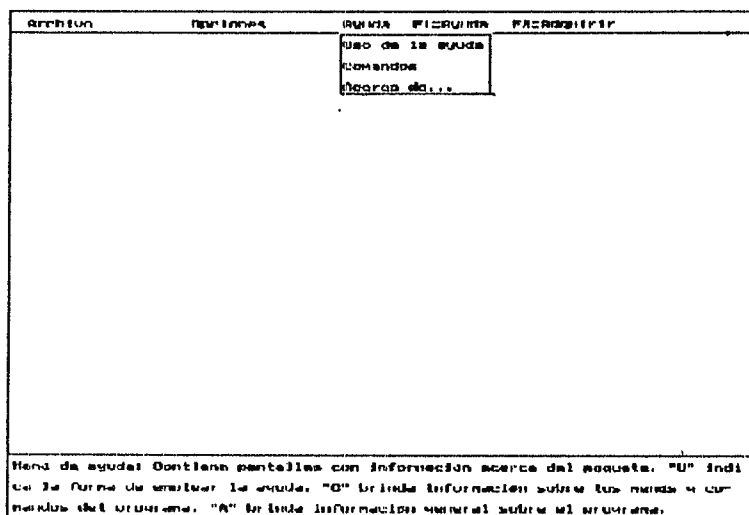 Archivo Opciones Ayuda F1=Ayuda
Uso de la ayuda
Comandos
Acerca de...
Menú de ayuda: Contiene pantallas con información acerca del paquete. "U" indi
ca la forma de emplear la ayuda. "C" brinda información sobre los menús y co-
mandos del programa. "A" brinda información general sobre el programa.